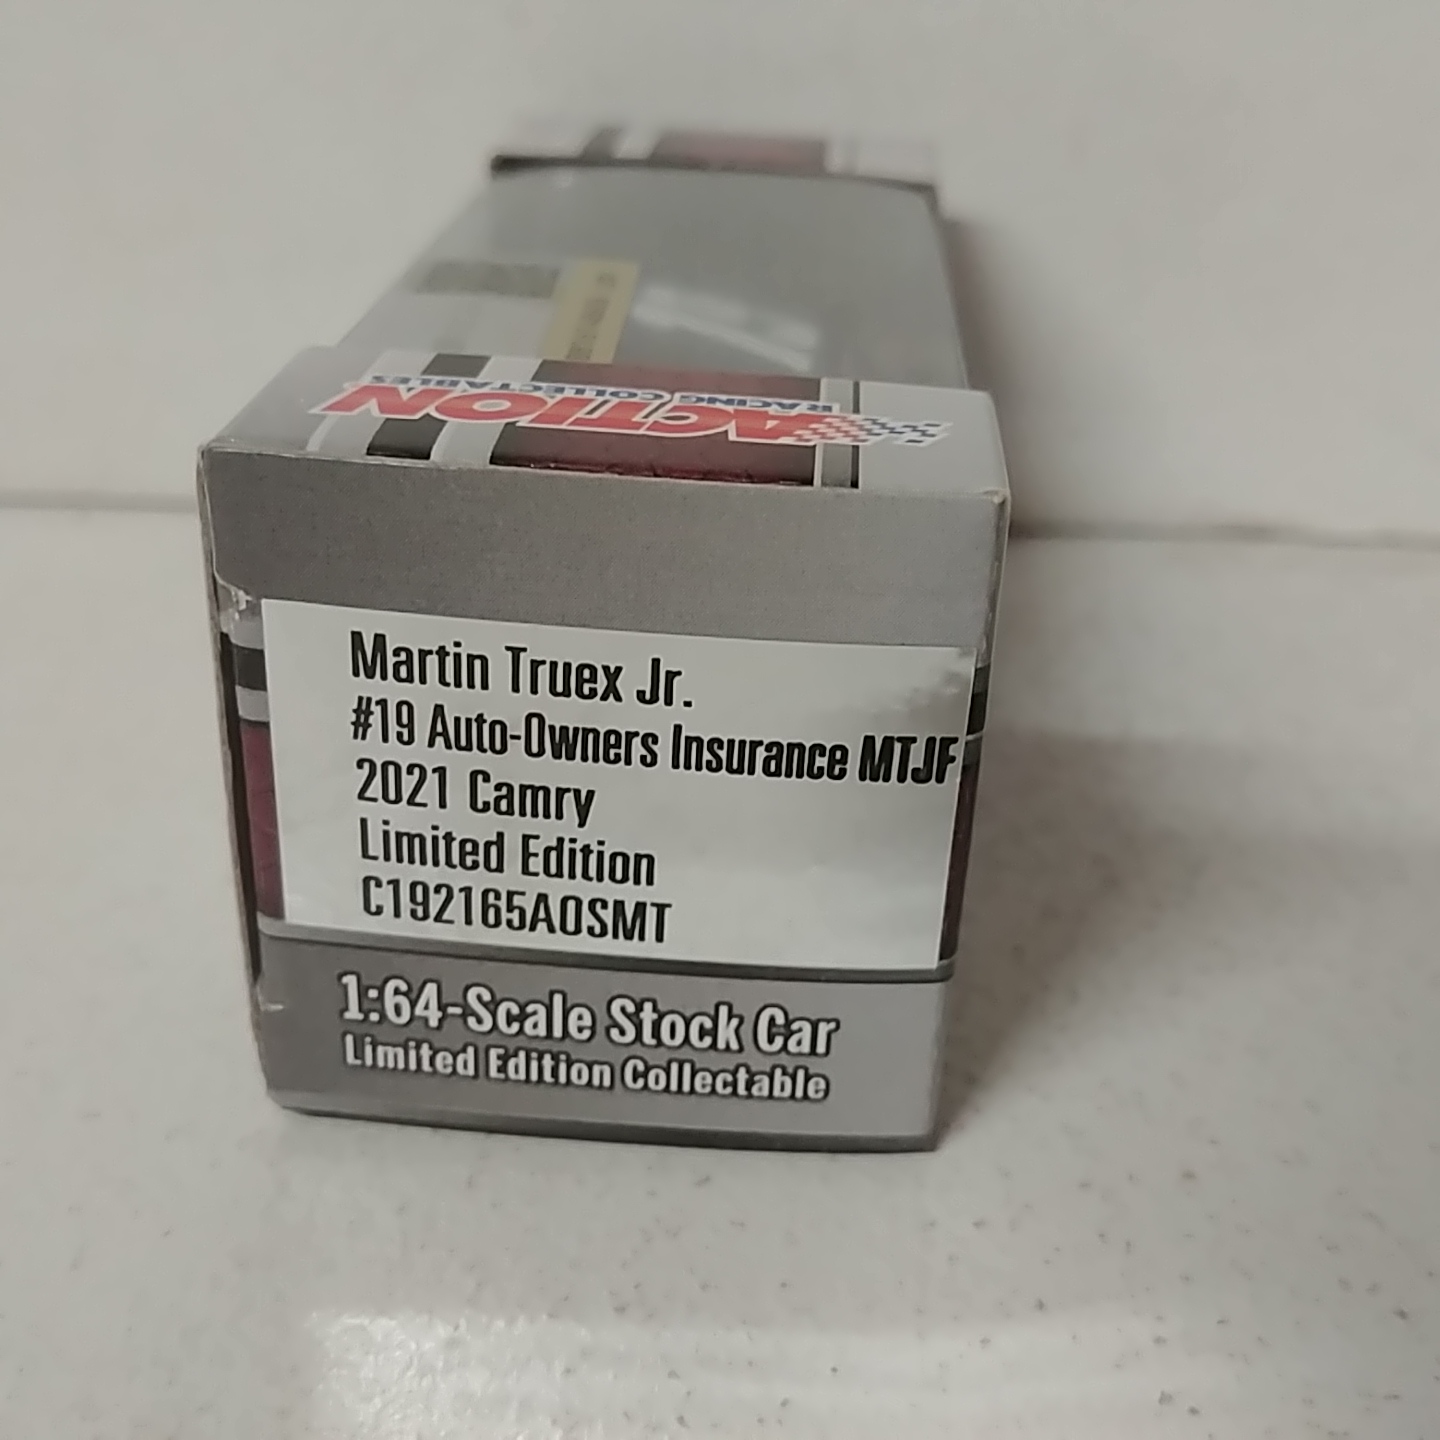 ACTION
RACING COLLECTABLES
Martin Truex Jr.
#19 Auto-Owners Insurance MTJF
2021 Camry
Limited Edition
C192165AOSMT
1:64-Scale Stock Car
Limited Edition Collectable